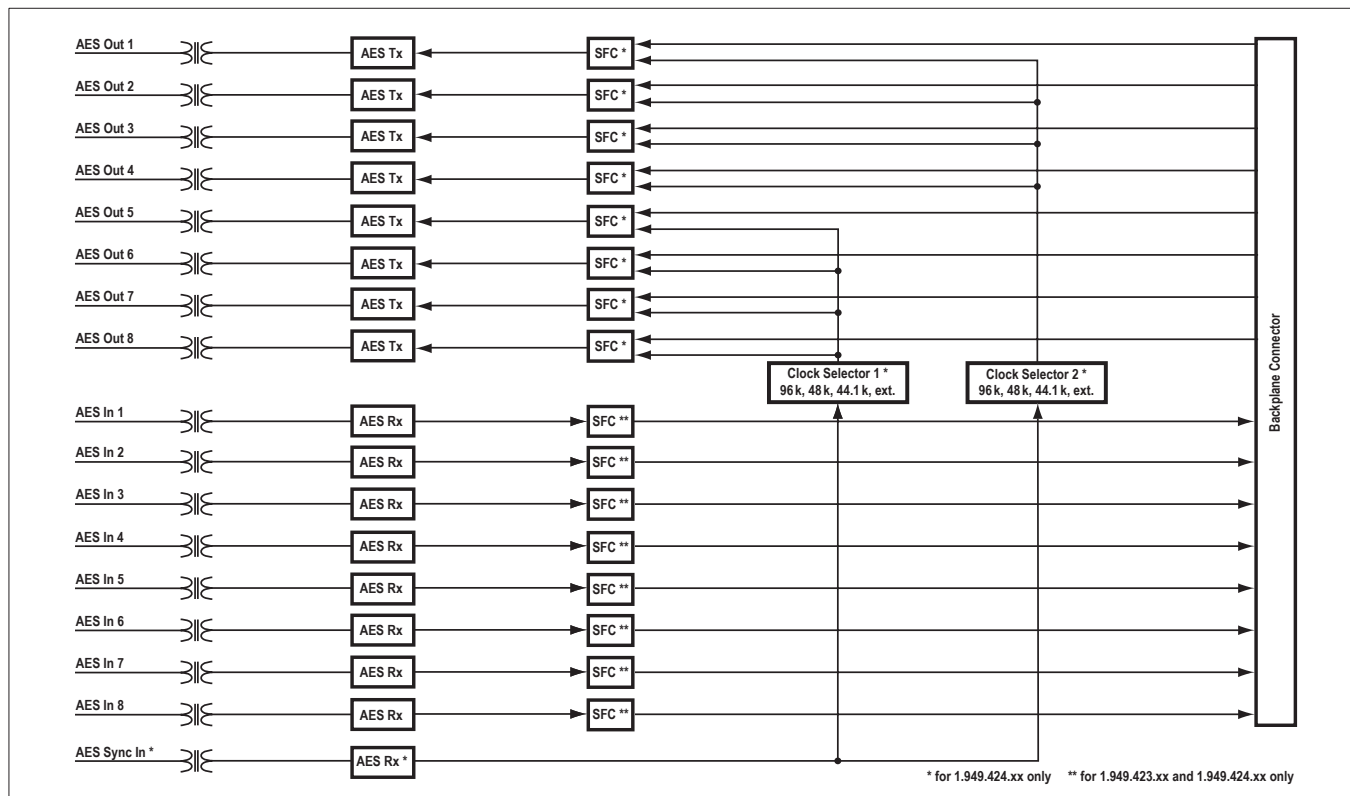 AES Out 1 AES Tx SFC *
AES Out 2 AES Tx SFC *
AES Out 3 AES Tx SFC *
AES Out 4 AES Tx SFC *
AES Out 5 AES Tx SFC *
AES Out 6 AES Tx SFC *
AES Out 7 AES Tx SFC *
AES Out 8 AES Tx SFC *
Clock Selector 1 *
96 k, 48 k, 44.1 k, ext.
Clock Selector 2 *
96 k, 48 k, 44.1 k, ext.
Backplane Connector
AES In 1 AES Rx SFC **
AES In 2 AES Rx SFC **
AES In 3 AES Rx SFC **
AES In 4 AES Rx SFC **
AES In 5 AES Rx SFC **
AES In 6 AES Rx SFC **
AES In 7 AES Rx SFC **
AES In 8 AES Rx SFC **
AES Sync In * AES Rx *
* for 1.949.424.xx only ** for 1.949.423.xx and 1.949.424.xx only